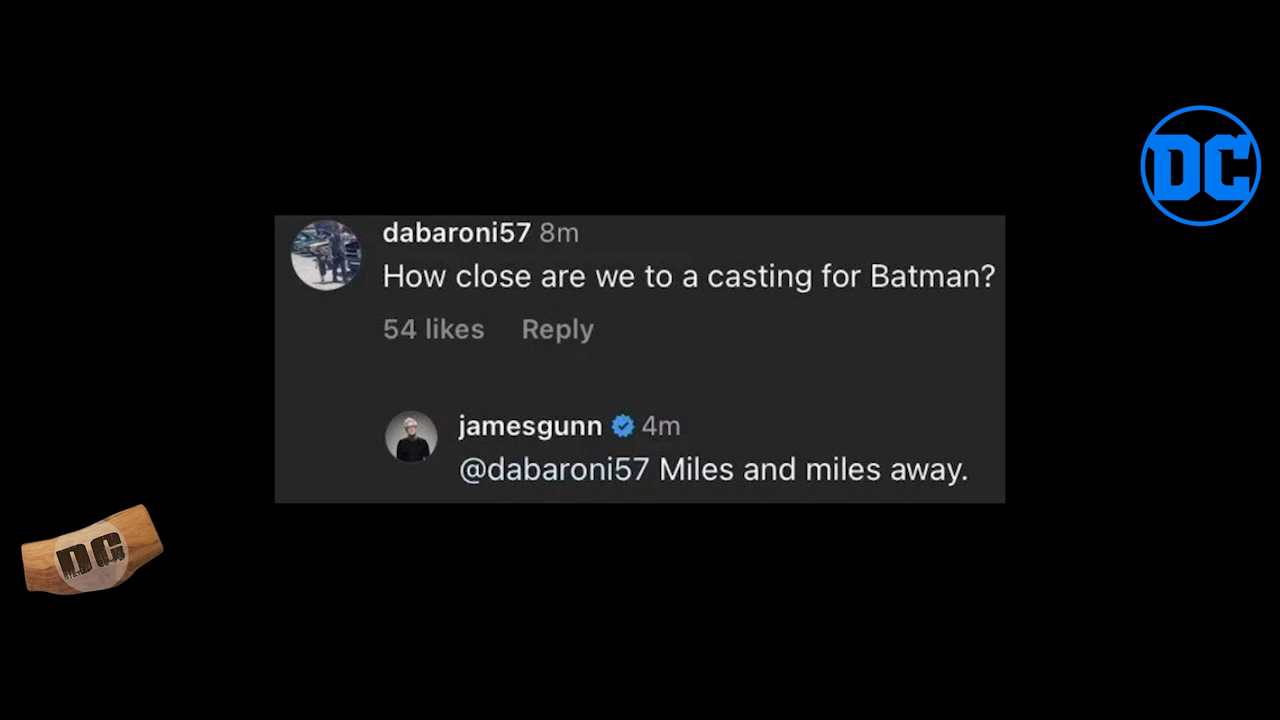 DC
dabaroni57 8m
How close are we to a casting for Batman?
54 likes Reply
jamesgunn 4m
@dabaroni57 Miles and miles away.
DC